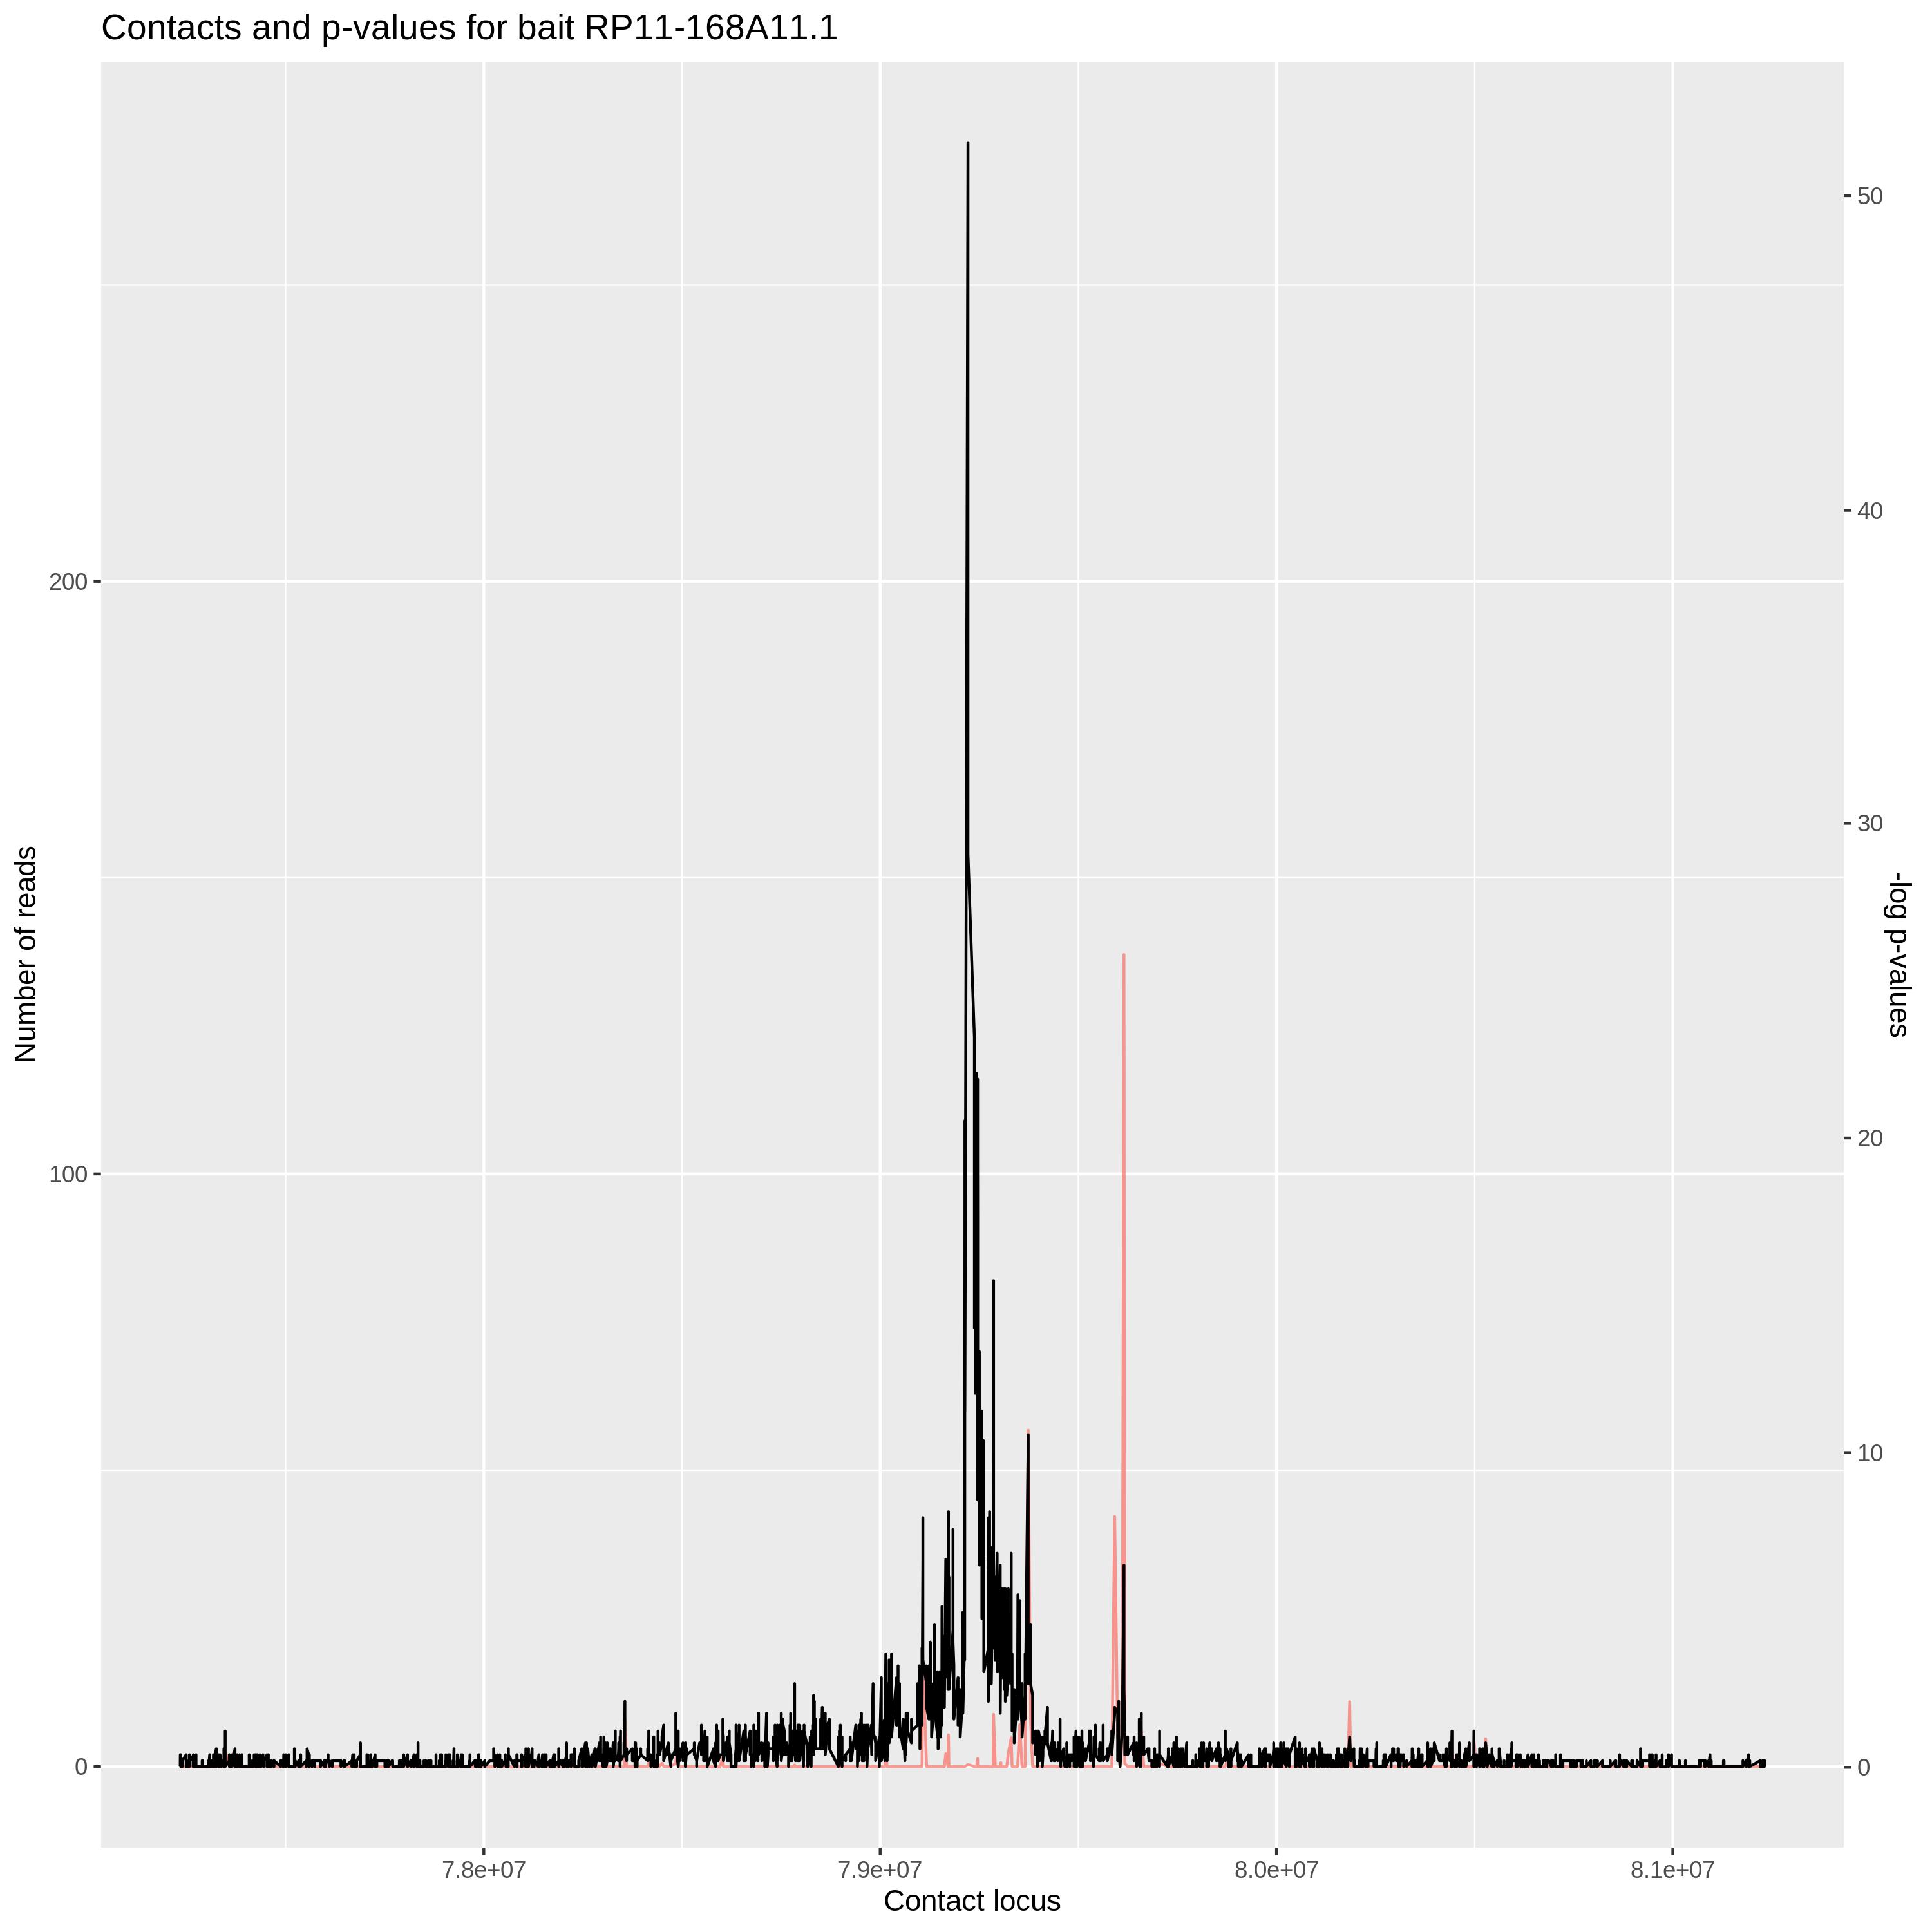 Contacts and p-values for bait RP11-168A11.1
Number of reads
200
100
0
50
40
30
20
10
0
-log p-values
7.8e+07
7.9e+07
8.0e+07
8.1e+07
Contact locus